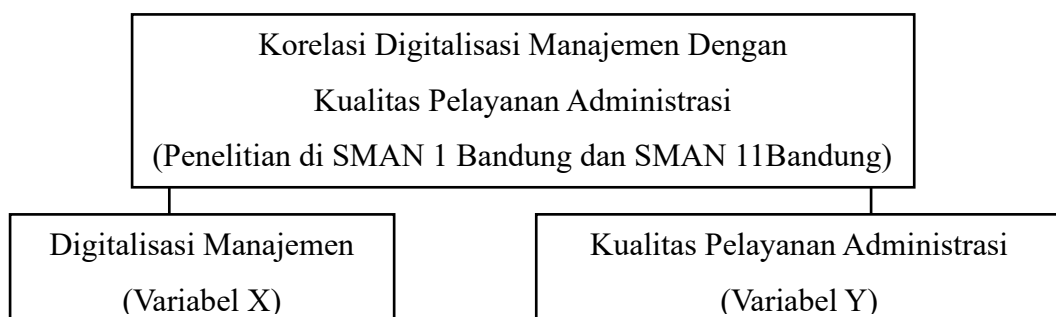 Korelasi Digitalisasi Manajemen Dengan
Kualitas Pelayanan Administrasi
(Penelitian di SMAN 1 Bandung dan SMAN 11Bandung)
Digitalisasi Manajemen
(Variabel X)
Kualitas Pelayanan Administrasi
(Variabel Y)